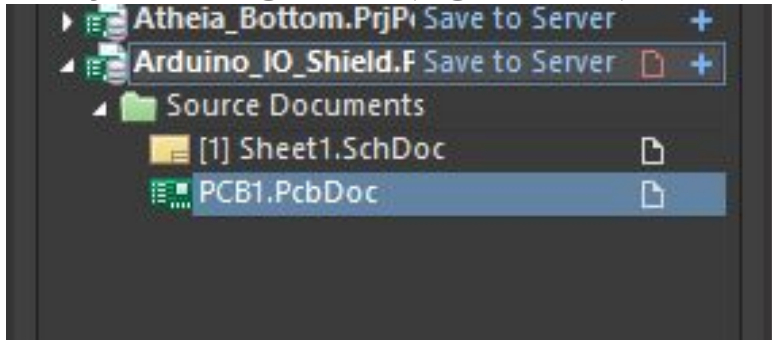 Atheia_Bottom.PrjP Save to Server +
Arduino_IO_Shield.F Save to Server +
Source Documents
[1] Sheet1.SchDoc
PCB1.PcbDoc